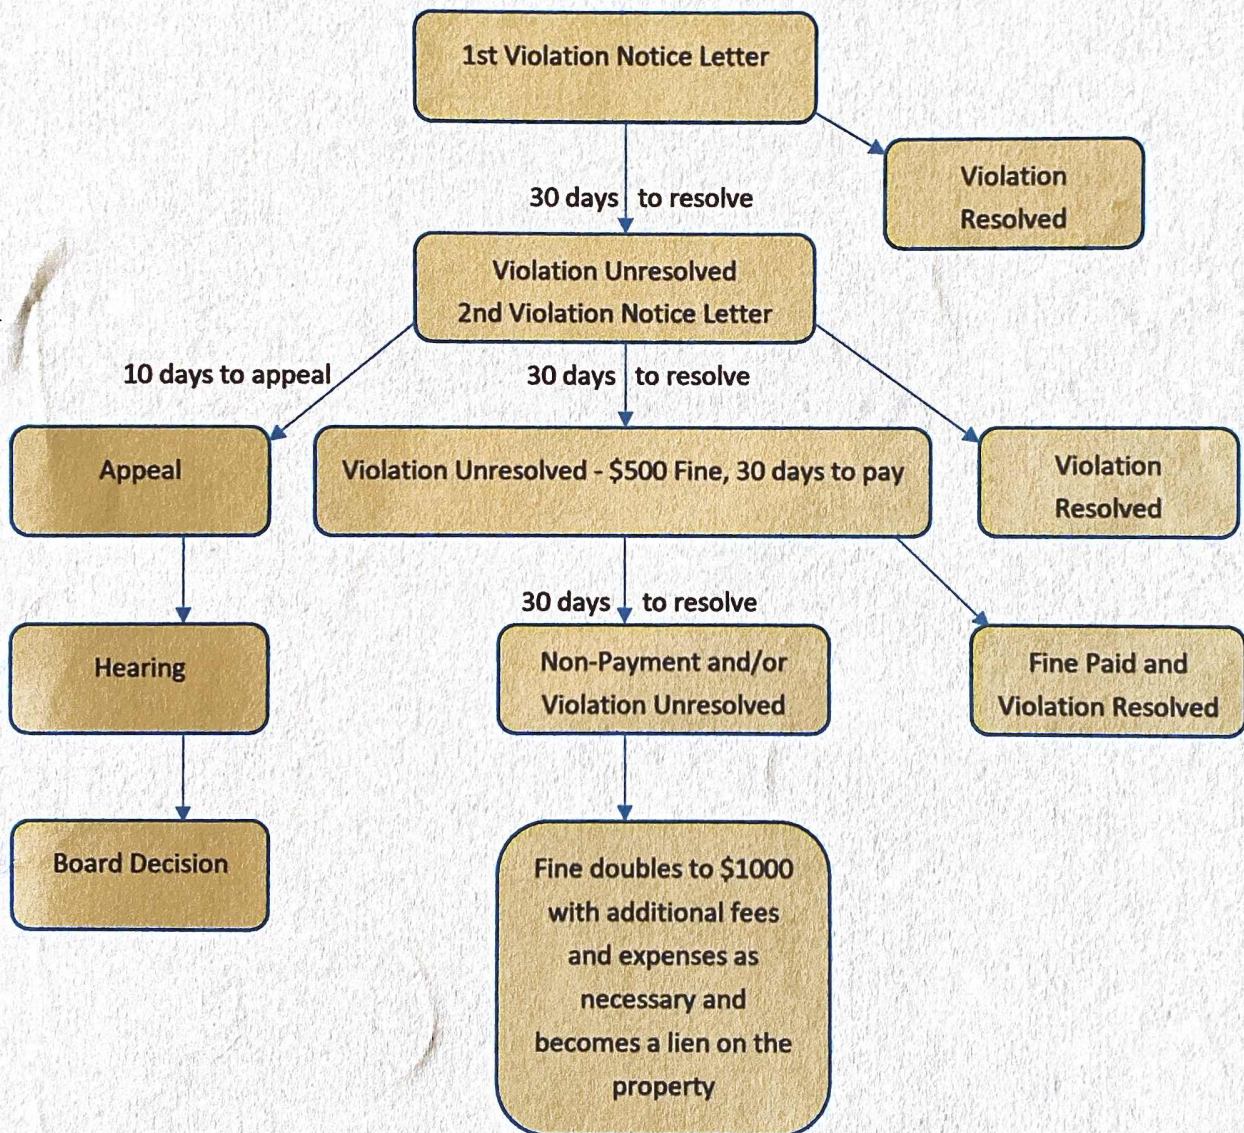 1st Violation Notice Letter
Violation
Resolved
30 days to resolve
Violation Unresolved
2nd Violation Notice Letter
10 days to appeal
30 days to resolve
Appeal
Violation Unresolved - $500 Fine, 30 days to pay
Violation
Resolved
30 days to resolve
Hearing
Non-Payment and/or
Violation Unresolved
Fine Paid and
Violation Resolved
Board Decision
Fine doubles to $1000
with additional fees
and expenses as
necessary and
becomes a lien on the
property